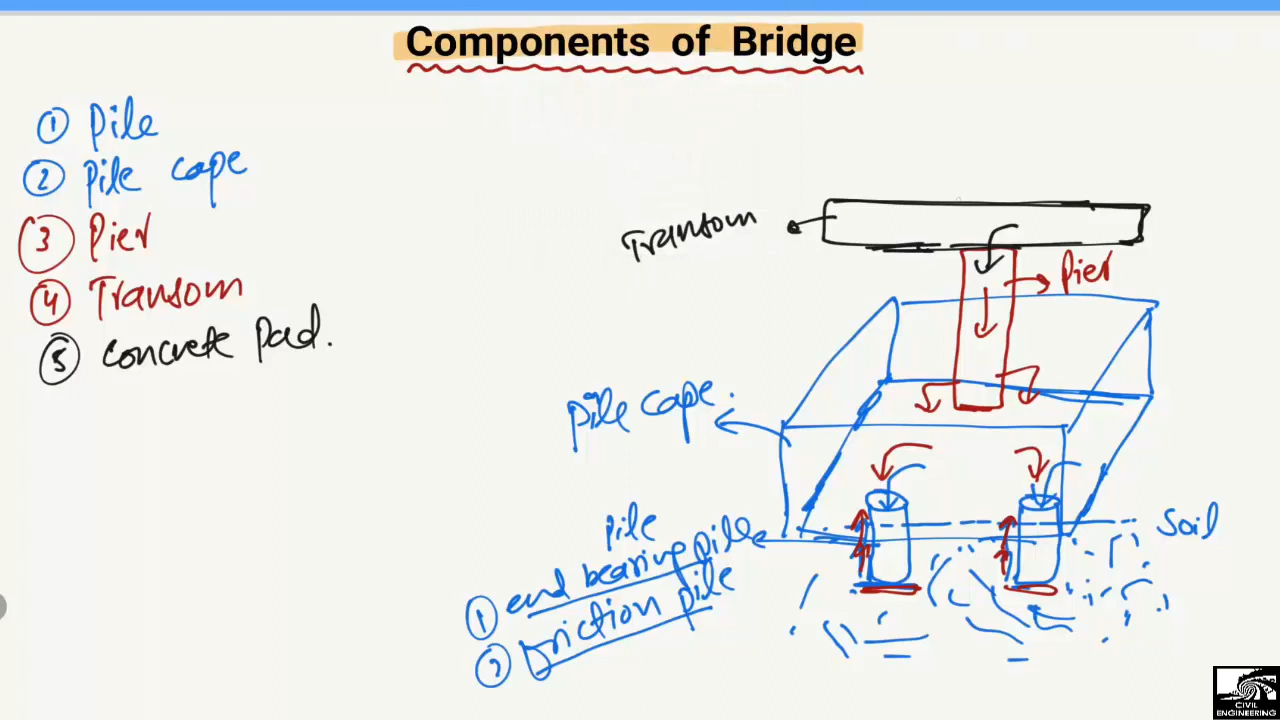 Components of Bridge
① Pile
② Pile cape
③ Pier
④ Transom
⑤ concrete pad.
Transom
Pier
pile cape.
pile
Soil
① end bearing pile
② friction pile
CIVIL
ENGINEERING